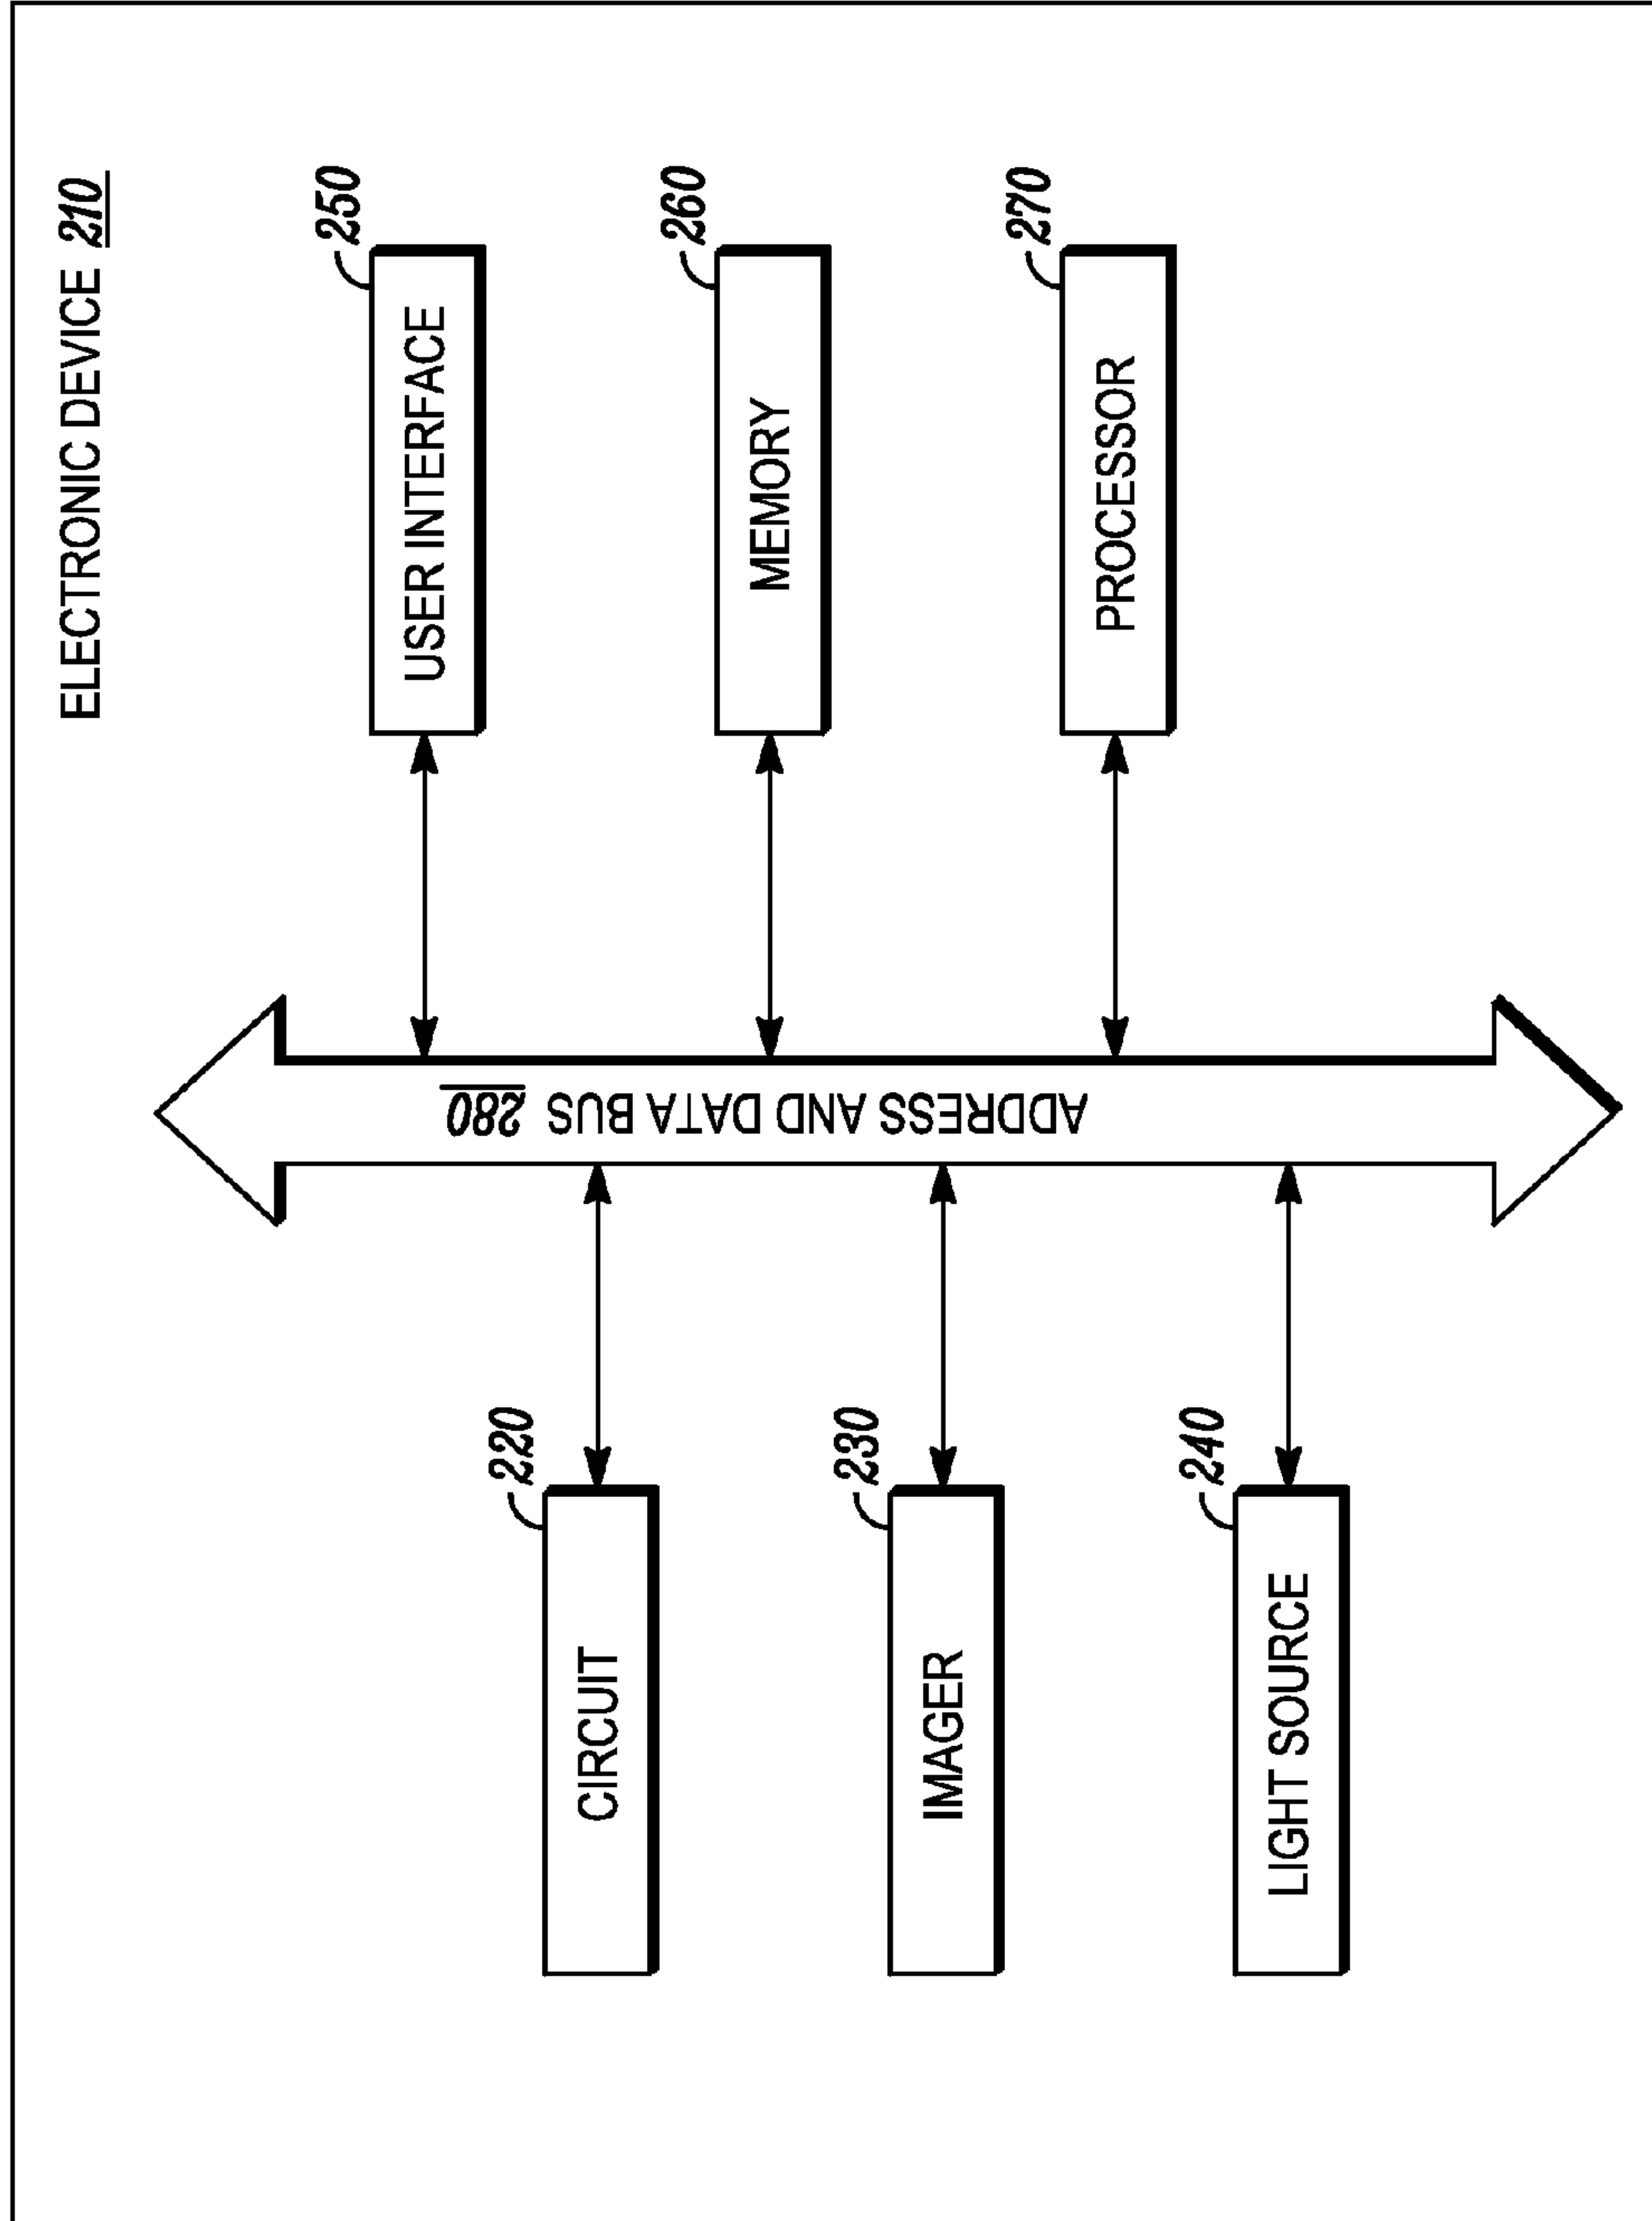 ELECTRONIC DEVICE 210
220
CIRCUIT
230
IMAGER
240
LIGHT SOURCE
ADDRESS AND DATA BUS 280
250
USER INTERFACE
260
MEMORY
270
PROCESSOR